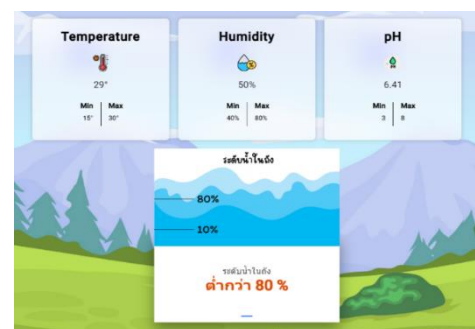 Temperature
29°
Min Max
15° 30°
Humidity
50%
Min Max
40% 80%
pH
6.41
Min Max
3 8
ระดับน้ำในถัง
80%
10%
ระดับน้ำในถัง
ต่ำกว่า 80 %